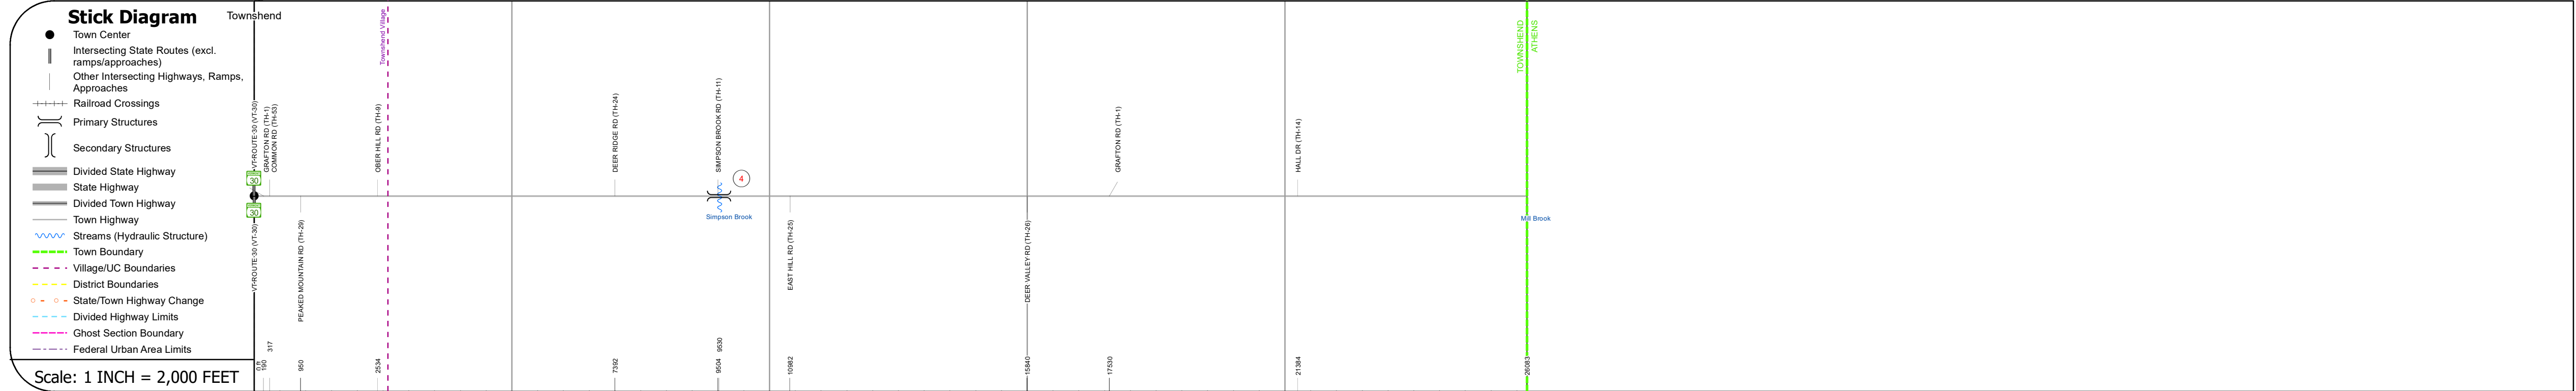 Stick Diagram
Town Center
Intersecting State Routes (excl.
ramps/approaches)
Other Intersecting Highways, Ramps,
Approaches
Railroad Crossings
Primary Structures
Secondary Structures
Divided State Highway
State Highway
Divided Town Highway
Town Highway
Streams (Hydraulic Structure)
Town Boundary
Village/UC Boundaries
District Boundaries
State/Town Highway Change
Divided Highway Limits
Ghost Section Boundary
Federal Urban Area Limits
Scale: 1 INCH = 2,000 FEET
Townshend
VT-ROUTE-30 (VT-30)
GRAFTON RD (TH-1)
COMMON RD (TH-53)
OBER HILL RD (TH-9)
Townshend Village
DEER RIDGE RD (TH-24)
SIMPSON BROOK RD (TH-11)
GRAFTON RD (TH-1)
HALL DR (TH-14)
TOWNSHEND
ATHENS
30
4
30
Simpson Brook
Mill Brook
VT-ROUTE-30 (VT-30)
PEAKED MOUNTAIN RD (TH-29)
EAST HILL RD (TH-25)
DEER VALLEY RD (TH-26)
190
317
950
2534
7392
9504
9530
10982
15840
17530
21384
26083